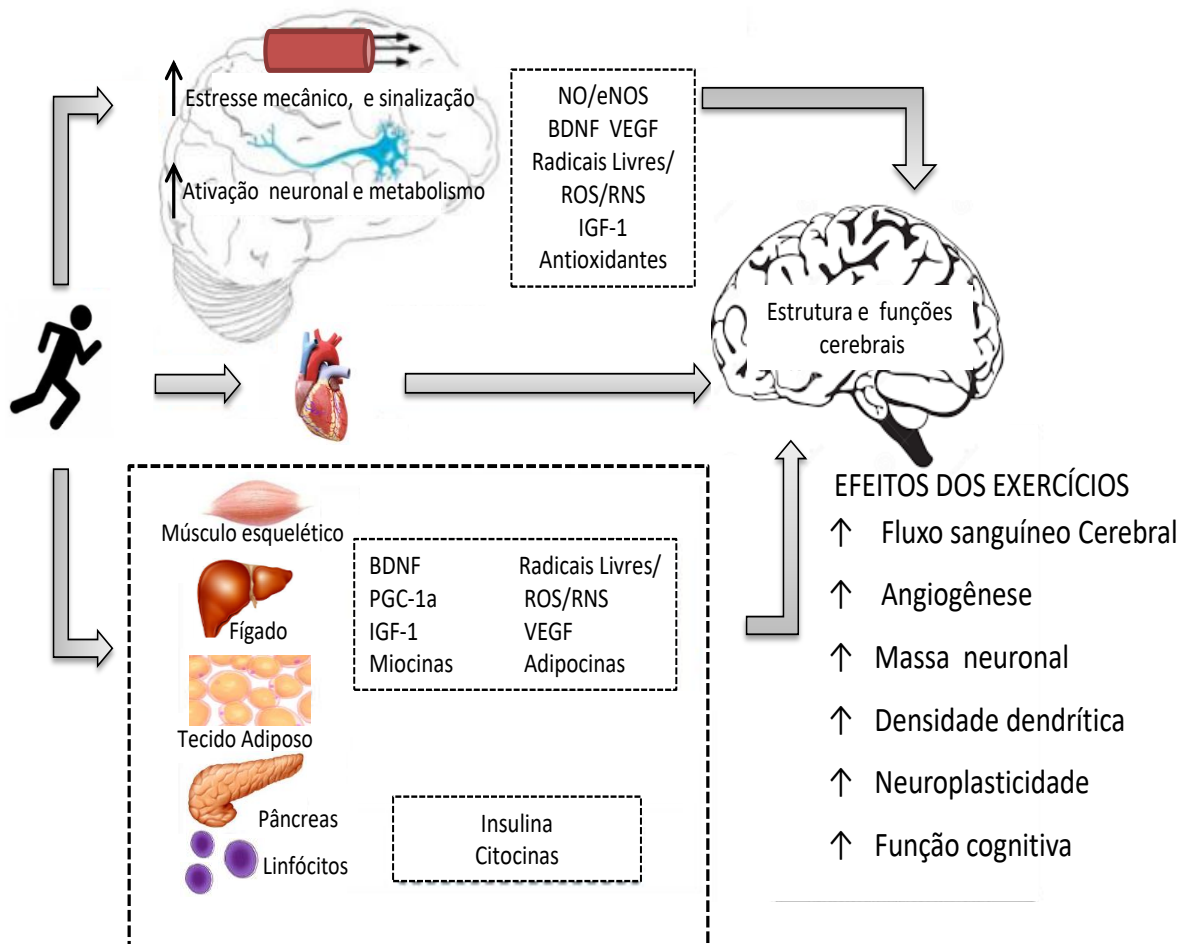 ↑ Estresse mecânico, e sinalização
↑ Ativação neuronal e metabolismo
NO/eNOS
BDNF VEGF
Radicais Livres/
ROS/RNS
IGF-1
Antioxidantes
Estrutura e funções
cerebrais
Músculo esquelético
Fígado
Tecido Adiposo
Pâncreas
Linfócitos
BDNF
PGC-1a
IGF-1
Miocinas
Radicais Livres/
ROS/RNS
VEGF
Adipocinas
Insulina
Citocinas
EFEITOS DOS EXERCÍCIOS
↑ Fluxo sanguíneo Cerebral
↑ Angiogênese
↑ Massa neuronal
↑ Densidade dendrítica
↑ Neuroplasticidade
↑ Função cognitiva